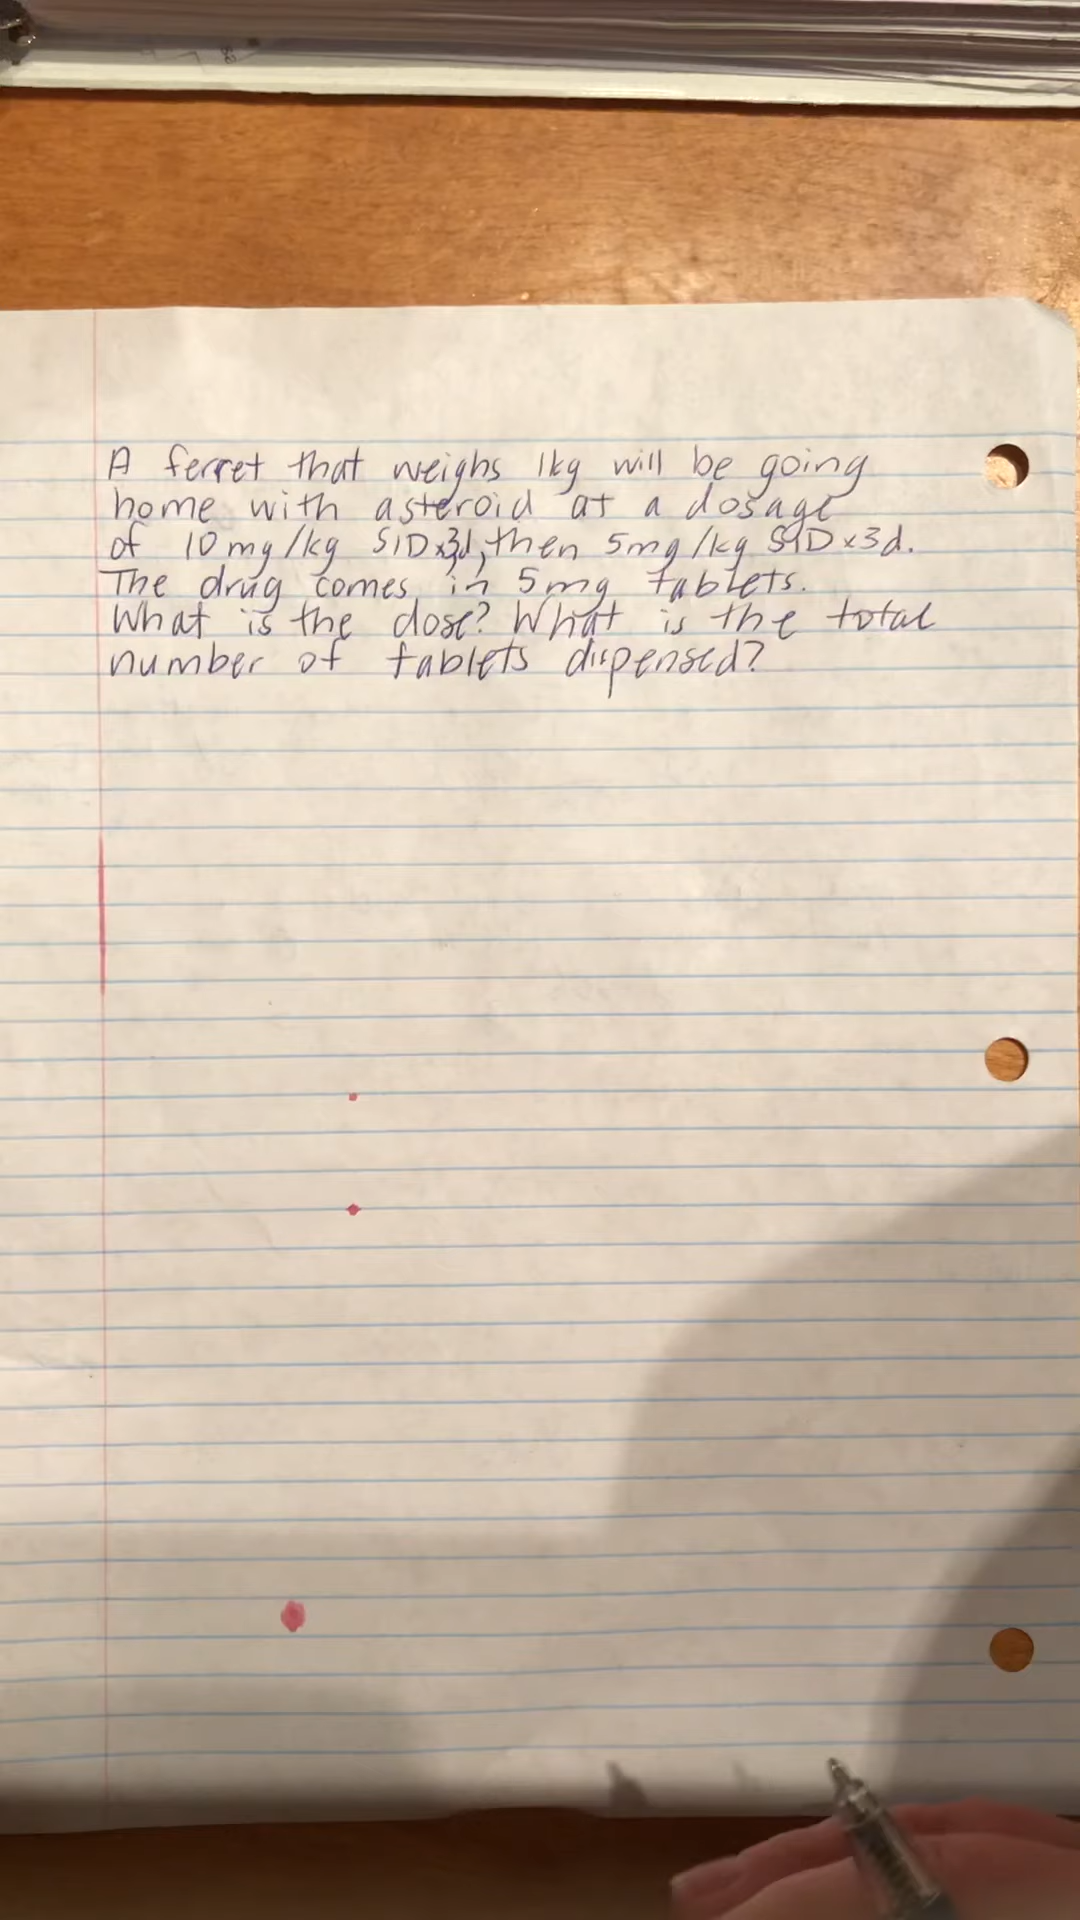 A ferret that weighs 1kg will be going
home with asteroid at a dosage
of 10mg/kg SID x3d, then 5mg/kg SID x3d.
The drug comes in 5mg tablets.
What is the dose? What is the total
number of tablets dispensed?